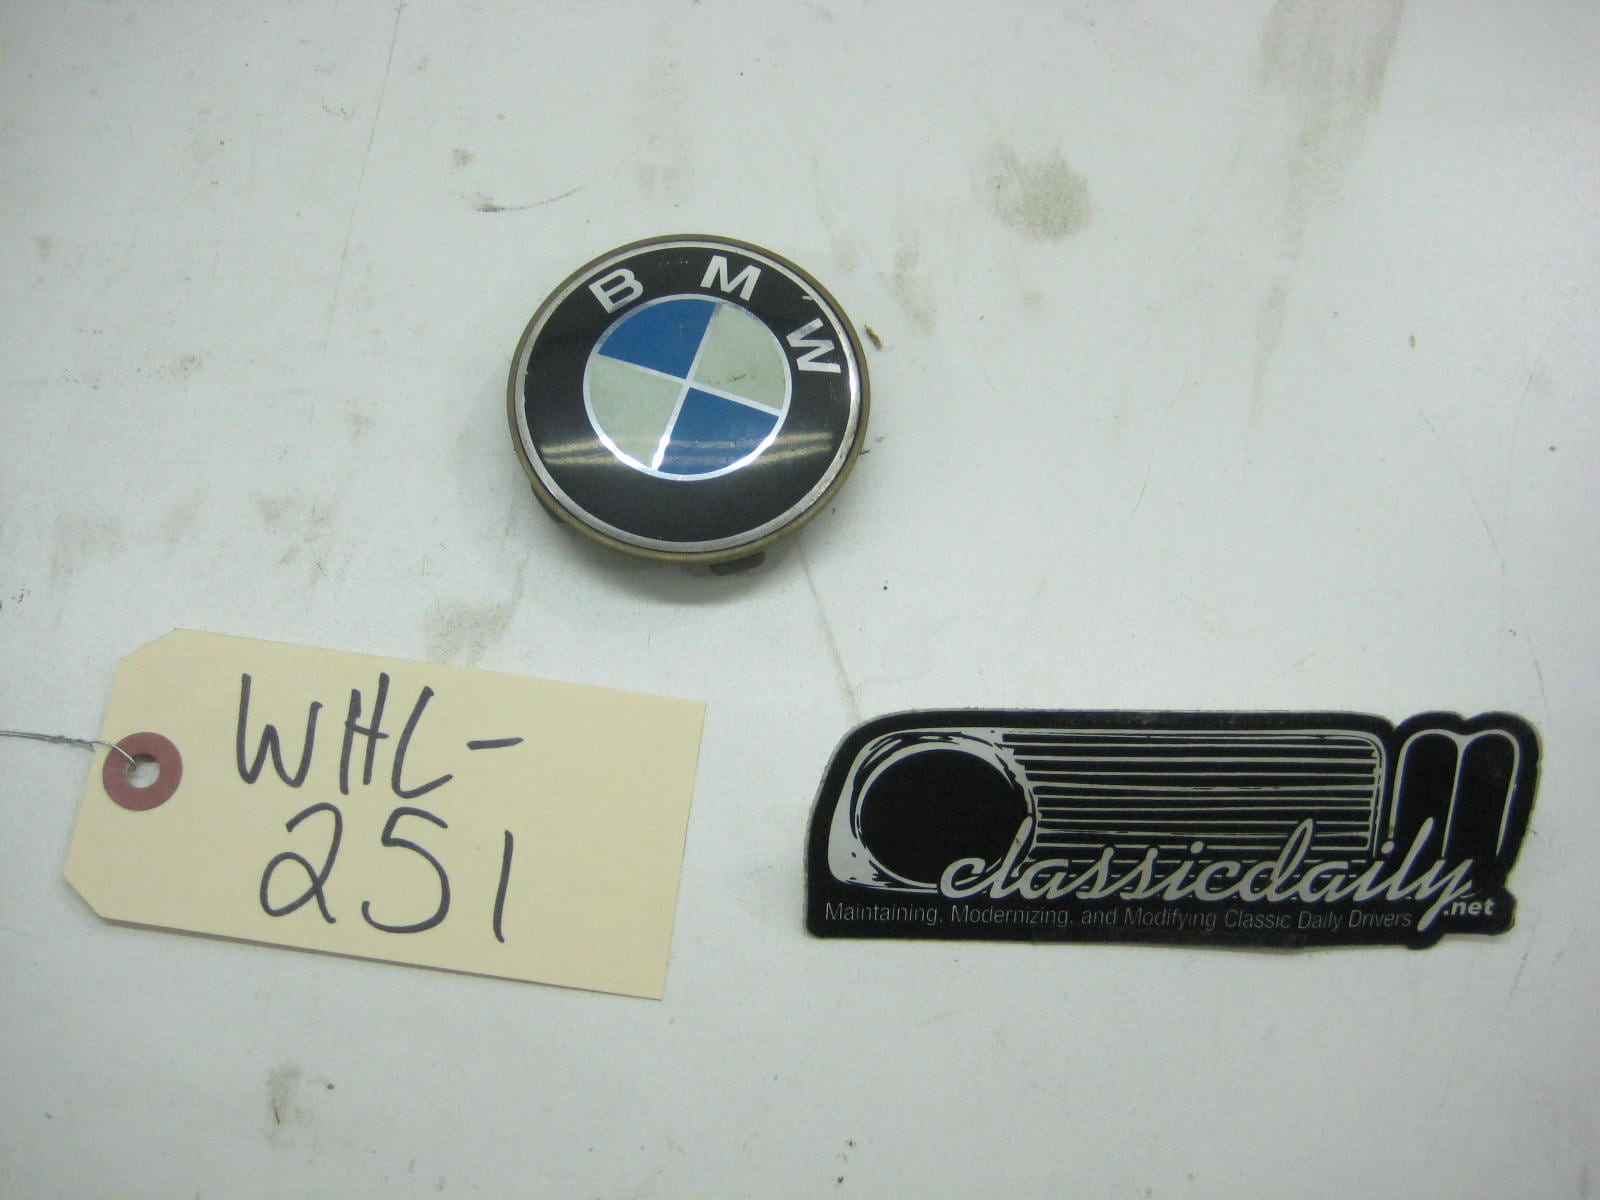 BMW
WHL-
251
classicdaily
.net
Maintaining, Modernizing, and Modifying Classic Daily Drivers